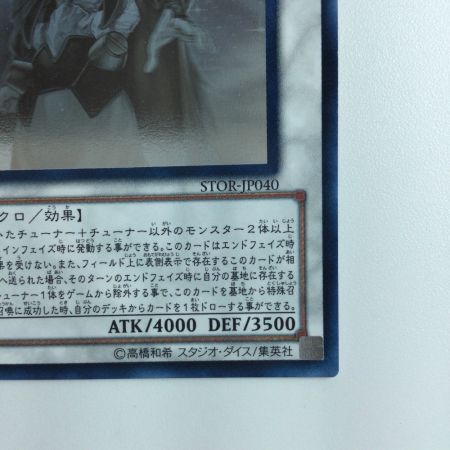 STOR-JP040
クロ／効果】
たチューナー＋チューナー以外のモンスター２体以上
インフェイズ時に発動する事ができる。このカードはエンドフェイズ時
を受けない。また、フィールド上に表側表示で存在するこのカードが相
へ送られた場合、そのターンのエンドフェイズ時に自分の墓地に存在する
ューナー１体をゲームから除外する事で、このカードを墓地から特殊召
召喚に成功した時、自分のデッキからカードを１枚ドローする事ができる。
ATK/4000 DEF/3500
©高橋和希 スタジオ・ダイス/集英社